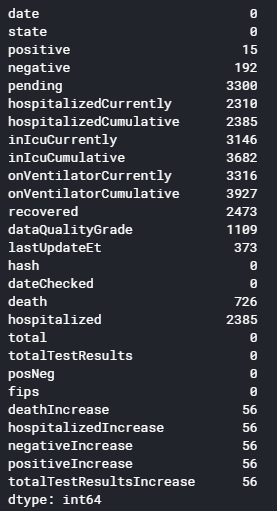 date 0
state 0
positive 15
negative 192
pending 3300
hospitalizedCurrently 2310
hospitalizedCumulative 2385
inIcuCurrently 3146
inIcuCumulative 3682
onVentilatorCurrently 3316
onVentilatorCumulative 3927
recovered 2473
dataQualityGrade 1109
lastUpdateEt 373
hash 0
dateChecked 0
death 726
hospitalized 2385
total 0
totalTestResults 0
posNeg 0
fips 0
deathIncrease 56
hospitalizedIncrease 56
negativeIncrease 56
positiveIncrease 56
totalTestResultsIncrease 56
dtype: int64